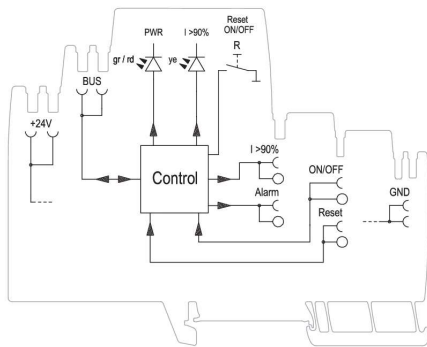 PWR
I >90%
Reset
ON/OFF
R
gr / rd
ye
BUS
+24V
Control
I >90%
Alarm
ON/OFF
Reset
GND